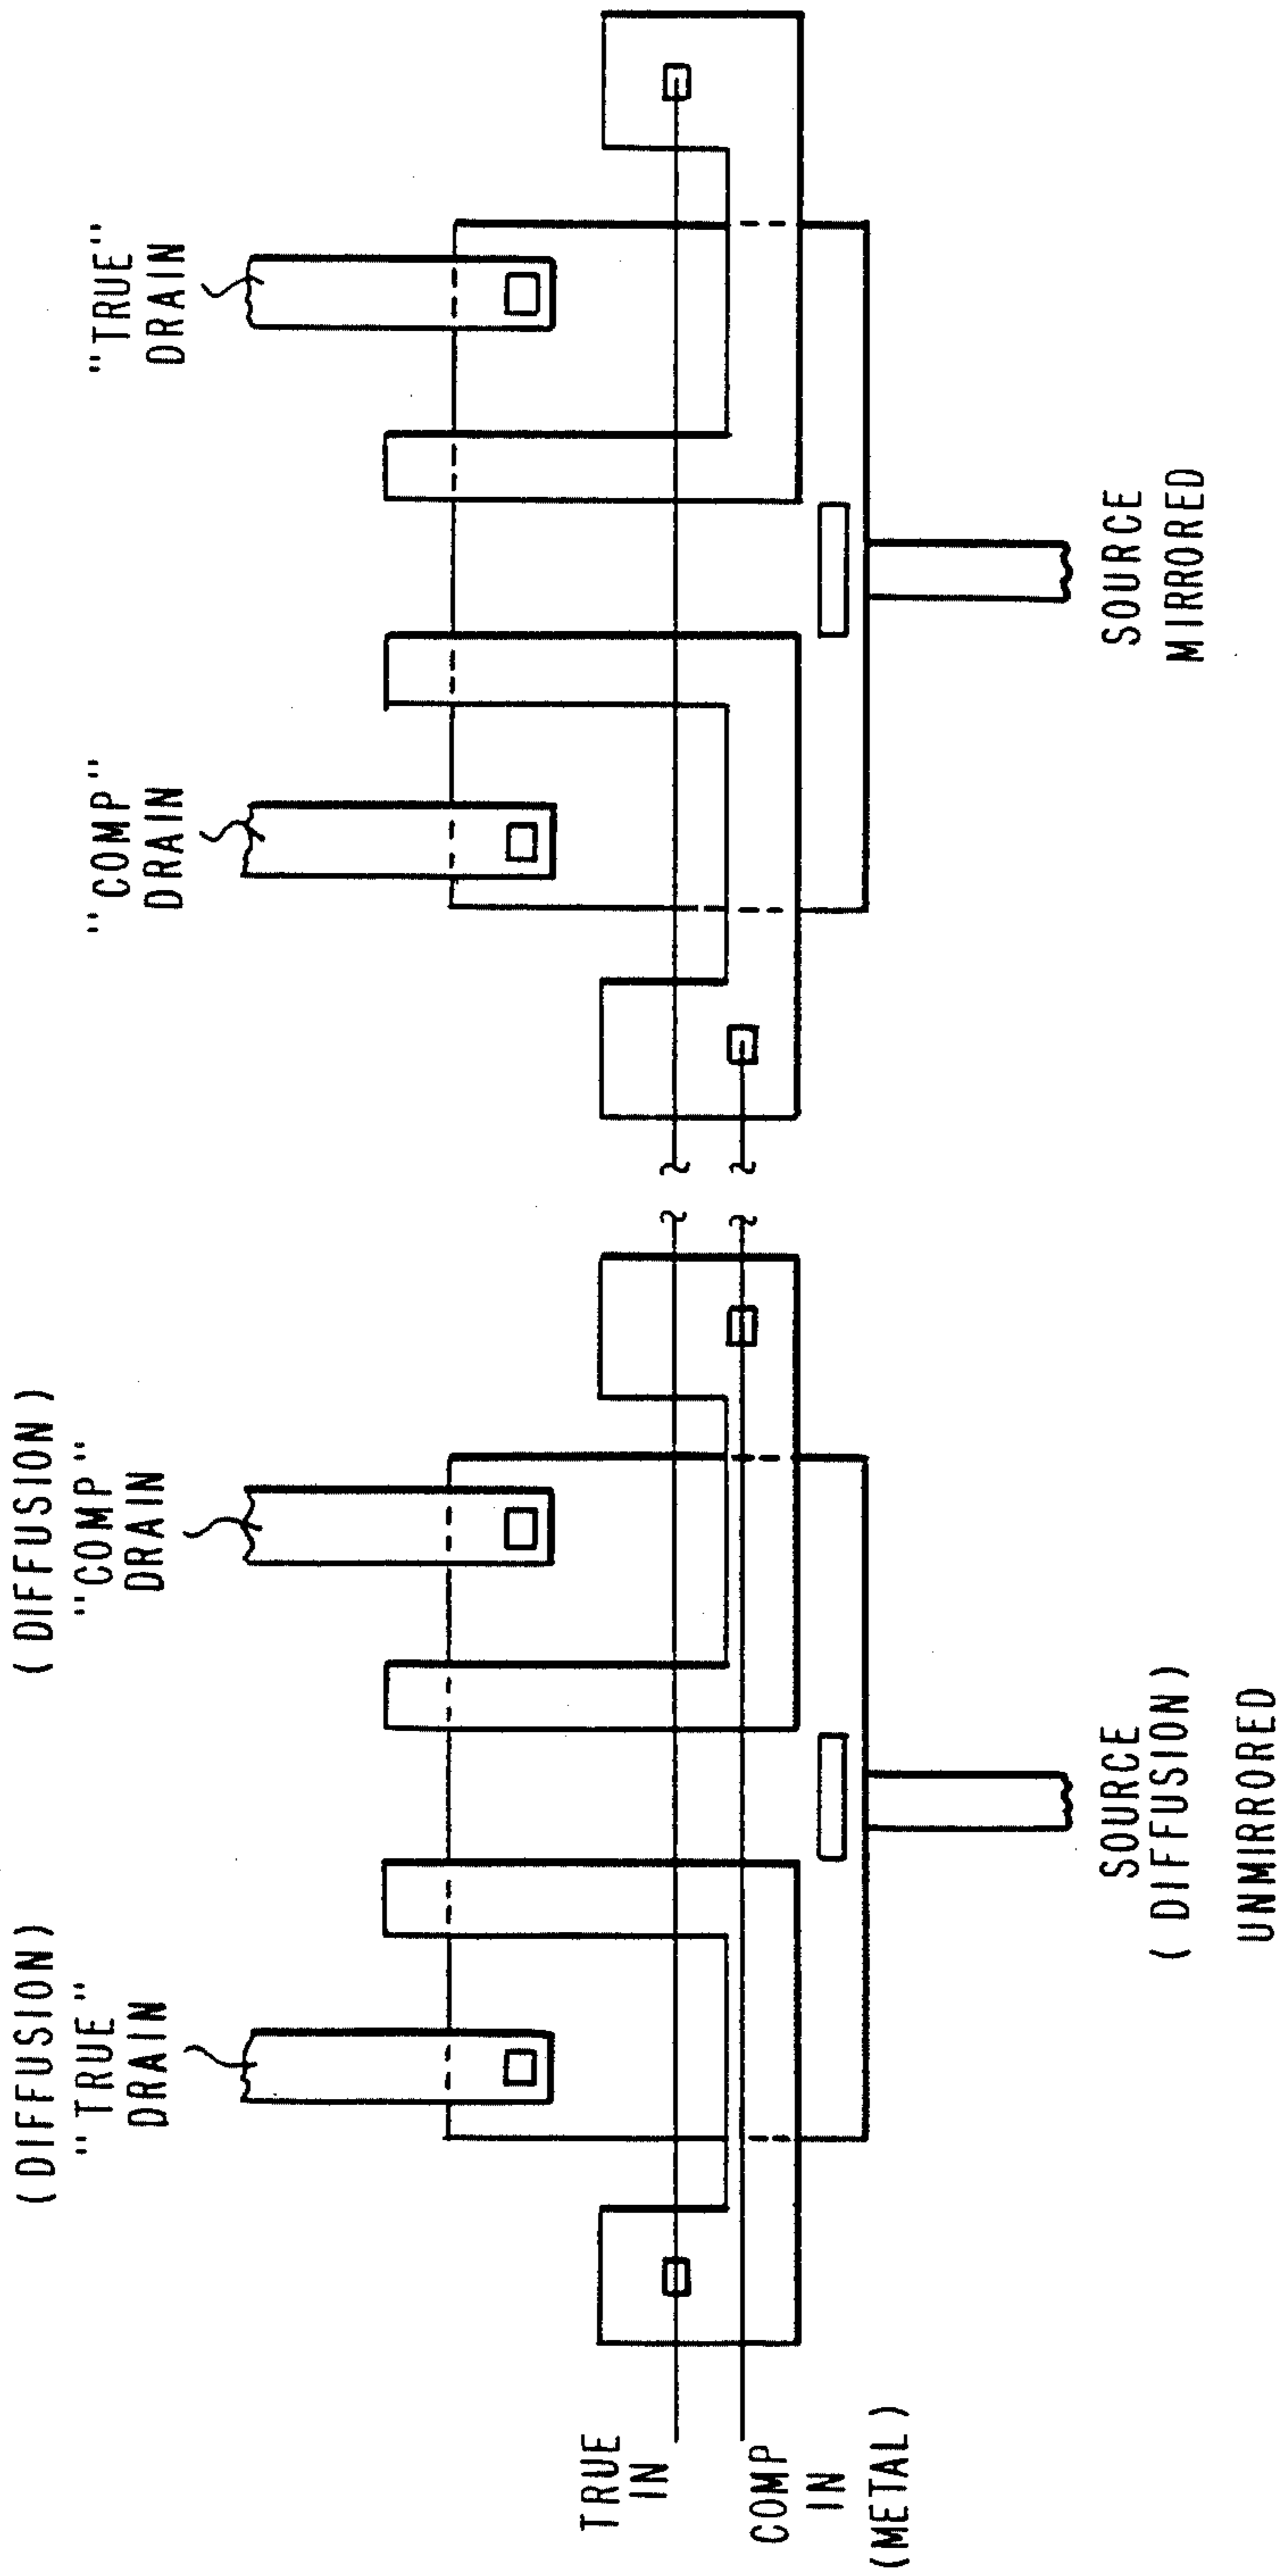 (DIFFUSION)
"TRUE"
DRAIN
(DIFFUSION)
"COMP"
DRAIN
"COMP"
DRAIN
"TRUE"
DRAIN
TRUE
IN
COMP
IN
(METAL)
SOURCE
(DIFFUSION)
UNMIRRORED
SOURCE
MIRRORED